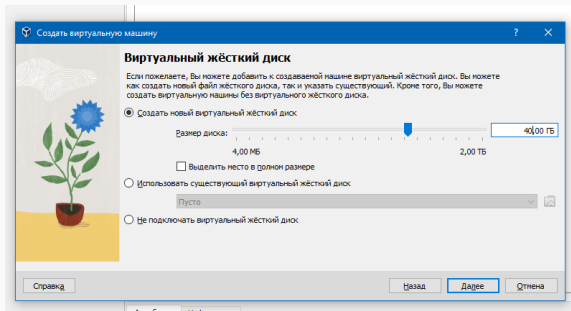 Создать виртуальную машину
Виртуальный жёсткий диск
Если пожелаете, Вы можете добавить к создаваемой машине виртуальный жёсткий диск. Вы можете
как создать новый файл жёсткого диска, так и указать существующий. Кроме того, Вы можете
создать виртуальную машины без виртуального жёсткого диска.
Создать новый виртуальный жёсткий диск
Размер диска:
40,00 ГБ
4,00 МБ
2,00 ТБ
Выделить место в полном размере
Использовать существующий виртуальный жёсткий диск
Пусто
Не подключать виртуальный жёсткий диск
Справка
Назад
Далее
Отмена